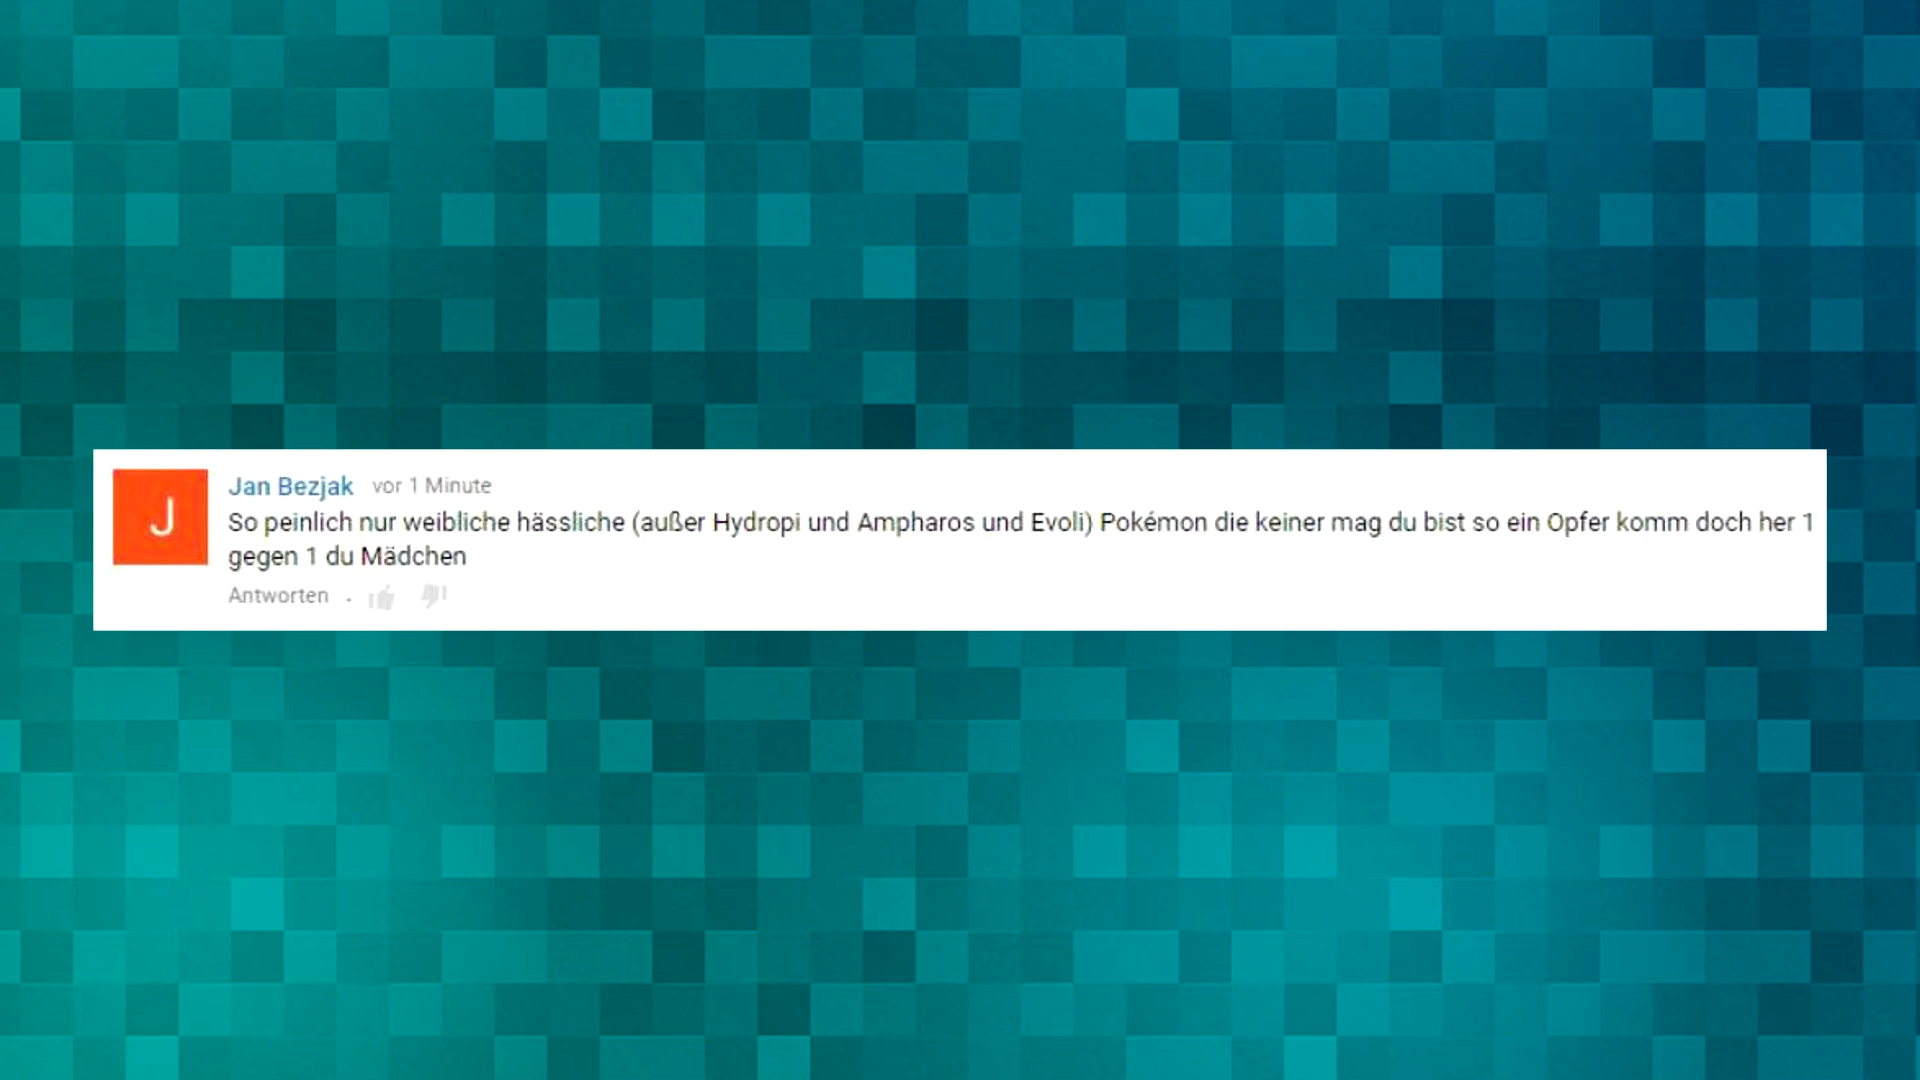 J
Jan Bezjak vor 1 Minute
So peinlich nur weibliche hässliche (außer Hydropi und Ampharos und Evoli) Pokémon die keiner mag du bist so ein Opfer komm doch her 1
gegen 1 du Mädchen
Antworten .